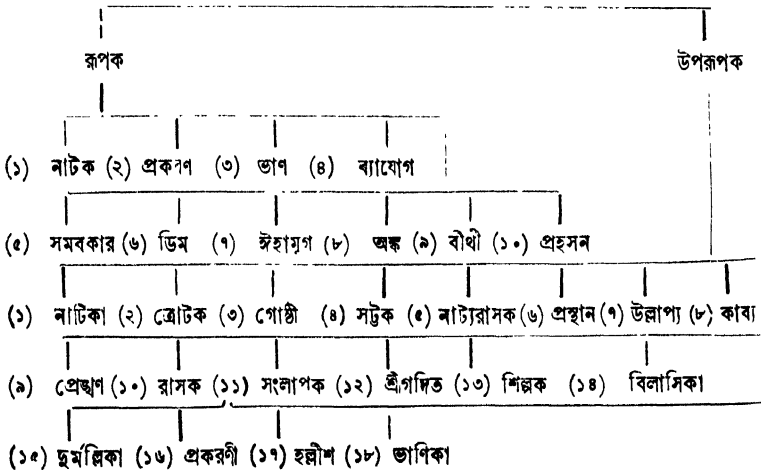 রূপক উপরূপক
(১) নাটক (২) প্রকরণ (৩) ভাণ (৪) ব্যাযোগ
(৫) সমবকার (৬) ডিম (৭) ঈহামৃগ (৮) অঙ্ক (৯) বীথী (১০) প্রহসন
(১) নাটিকা (২) ত্রোটক (৩) গোষ্ঠী (৪) সট্টক (৫) নাট্যরাসক (৬) প্রস্থান (৭) উল্লাপ্য (৮) কাব্য
(৯) প্রেঙ্খণ (১০) রাসক (১১) সংলাপক (১২) শ্রীগদিত (১৩) শিল্পক (১৪) বিলাসিকা
(১৫) দুর্মল্লিকা (১৬) প্রকরণী (১৭) হল্লীশ (১৮) ভাণিকা